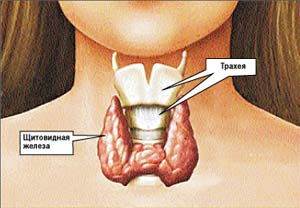 Трахея
Щитовидная
железа